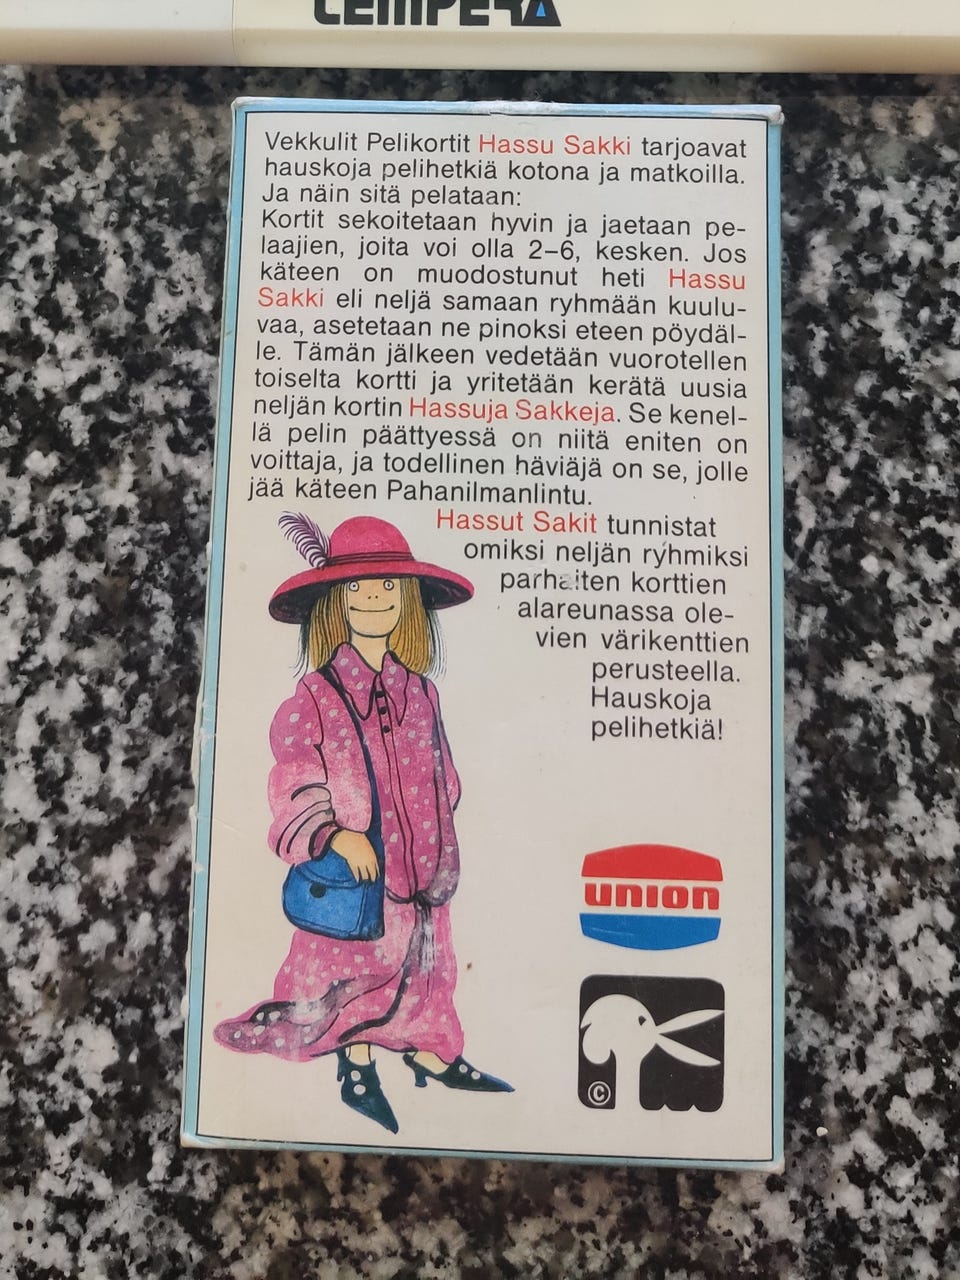 TEMPERA
Vekkulit Pelikortit Hassu Sakki tarjoavat
hauskoja pelihetkiä kotona ja matkoilla.
Ja näin sitä pelataan:
Kortit sekoitetaan hyvin ja jaetaan pe-
laajien, joita voi olla 2–6, kesken. Jos
käteen on muodostunut heti Hassu
Sakki eli neljä samaan ryhmään kuulu-
vaa, asetetaan ne pinoksi eteen pöydäl-
le. Tämän jälkeen vedetään vuorotellen
toiselta kortti ja yritetään kerätä uusia
neljän kortin Hassuja Sakkeja. Se kenel-
lä pelin päättyessä on niitä eniten on
voittaja, ja todellinen häviäjä on se, jolle
jää käteen Pahanilmanlintu.
Hassut Sakit tunnistat
omiksi neljän ryhmiksi
parhaiten korttien
alareunassa ole-
vien värikenttien
perusteella.
Hauskoja
pelihetkiä!
union
©